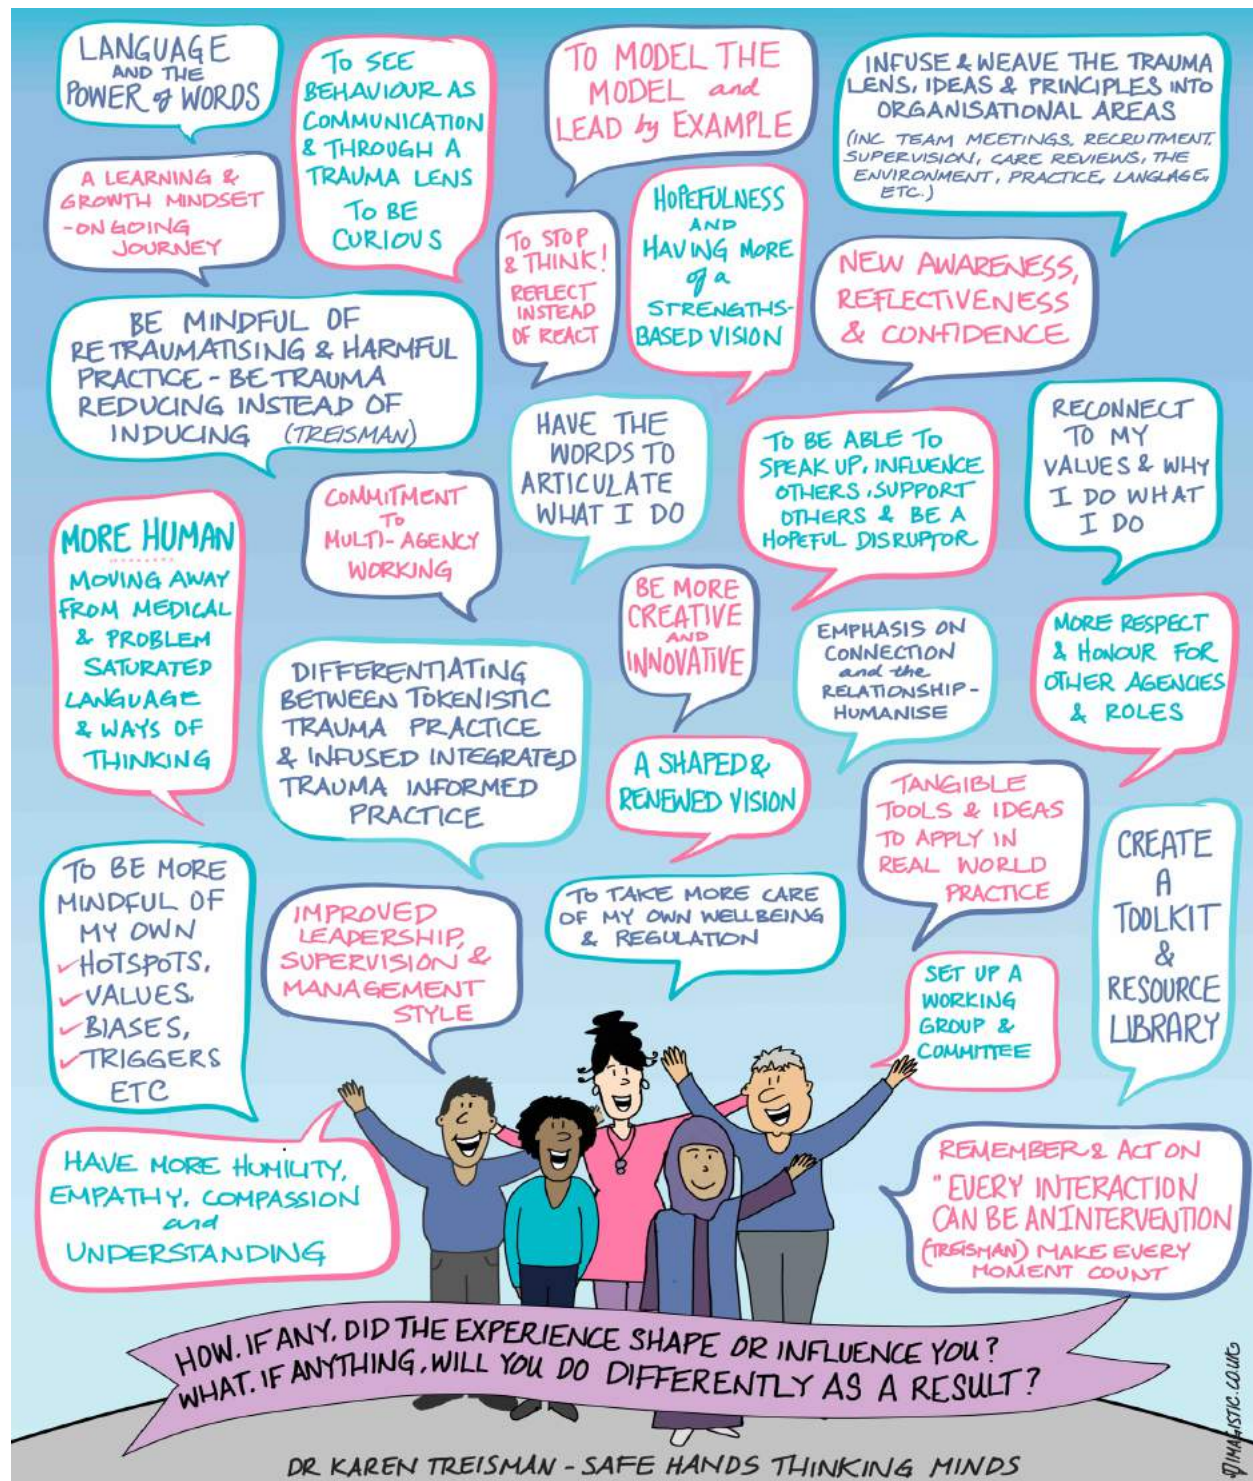 LANGUAGE
AND THE
POWER of WORDS
TO SEE
BEHAVIOUR AS
COMMUNICATION
& THROUGH A
TRAUMA LENS
TO BE
CURIOUS
TO MODEL THE
MODEL and
LEAD by EXAMPLE
INFUSE & WEAVE THE TRAUMA
LENS, IDEAS & PRINCIPLES INTO
ORGANISATIONAL AREAS
(INC TEAM MEETINGS, RECRUITMENT,
SUPERVISION, CARE REVIEWS, THE
ENVIRONMENT, PRACTICE, LANGUAGE,
ETC.)
A LEARNING &
GROWTH MINDSET
- ON GOING
JOURNEY
TO STOP
& THINK!
REFLECT
INSTEAD
OF REACT
HOPEFULNESS
AND
HAVING MORE
of a
STRENGTHS-
BASED VISION
NEW AWARENESS,
REFLECTIVENESS
& CONFIDENCE
BE MINDFUL OF
RETRAUMATISING & HARMFUL
PRACTICE - BE TRAUMA
REDUCING INSTEAD OF
INDUCING (TREISMAN)
HAVE THE
WORDS TO
ARTICULATE
WHAT I DO
TO BE ABLE TO
SPEAK UP, INFLUENCE
OTHERS, SUPPORT
OTHERS & BE A
HOPEFUL DISRUPTOR
RECONNECT
TO MY
VALUES & WHY
I DO WHAT
I DO
MORE HUMAN
MOVING AWAY
FROM MEDICAL
& PROBLEM
SATURATED
LANGUAGE
& WAYS OF
THINKING
COMMITMENT
TO
MULTI-AGENCY
WORKING
BE MORE
CREATIVE
AND
INNOVATIVE
EMPHASIS ON
CONNECTION
and the
RELATIONSHIP-
HUMANISE
MORE RESPECT
& HONOUR FOR
OTHER AGENCIES
& ROLES
DIFFERENTIATING
BETWEEN TOKENISTIC
TRAUMA PRACTICE
& INFUSED INTEGRATED
TRAUMA INFORMED
PRACTICE
A SHAPED &
RENEWED VISION
TANGIBLE
TOOLS & IDEAS
TO APPLY IN
REAL WORLD
PRACTICE
CREATE
A
TOOLKIT
&
RESOURCE
LIBRARY
TO BE MORE
MINDFUL OF
MY OWN
✓HOTSPOTS,
✓VALUES,
✓BIASES,
✓TRIGGERS
ETC
IMPROVED
LEADERSHIP,
SUPERVISION &
MANAGEMENT
STYLE
TO TAKE MORE CARE
OF MY OWN WELLBEING
& REGULATION
SET UP A
WORKING
GROUP &
COMMITTEE
HAVE MORE HUMILITY,
EMPATHY, COMPASSION
and
UNDERSTANDING
REMEMBER & ACT ON
"EVERY INTERACTION
CAN BE AN INTERVENTION
(TREISMAN) MAKE EVERY
MOMENT COUNT
HOW, IF ANY, DID THE EXPERIENCE SHAPE OR INFLUENCE YOU?
WHAT, IF ANYTHING, WILL YOU DO DIFFERENTLY AS A RESULT?
DR KAREN TREISMAN - SAFE HANDS THINKING MINDS
IMAGISTIC.CO.UK